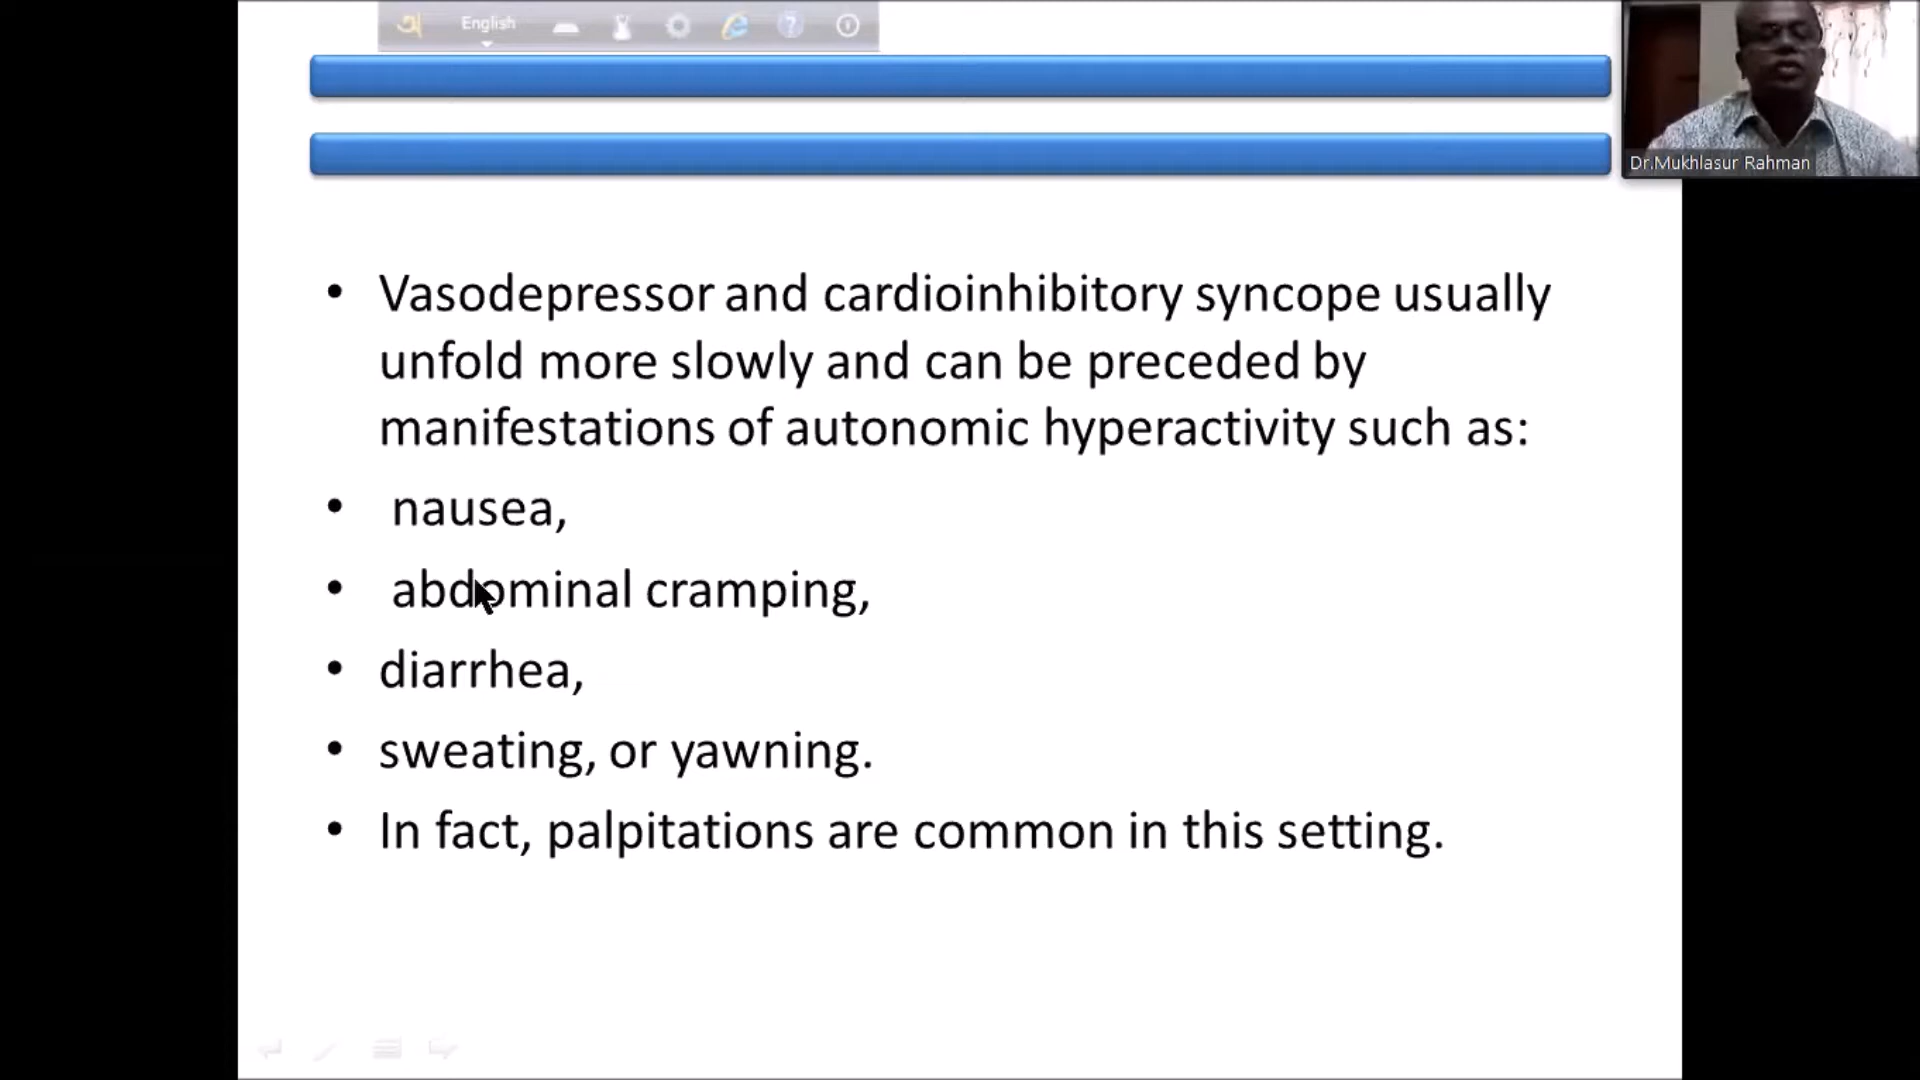 অ English
Dr.Mukhlasur Rahman
• Vasodepressor and cardioinhibitory syncope usually
unfold more slowly and can be preceded by
manifestations of autonomic hyperactivity such as:
• nausea,
• abdominal cramping,
• diarrhea,
• sweating, or yawning.
• In fact, palpitations are common in this setting.